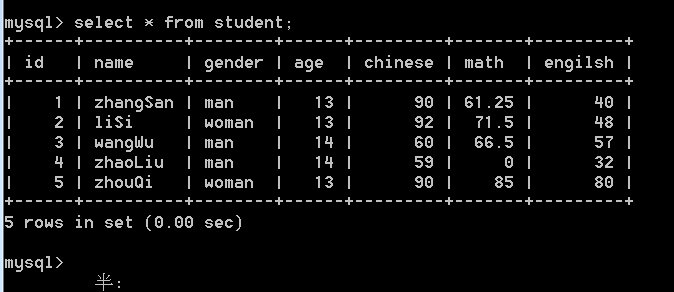 mysql> select * from student;
+------+----------+--------+------+---------+-------+---------+
| id   | name     | gender | age  | chinese | math  | engilsh |
+------+----------+--------+------+---------+-------+---------+
|    1 | zhangSan | man    |   13 |      90 | 61.25 |      40 |
|    2 | liSi     | woman  |   13 |      92 |  71.5 |      48 |
|    3 | wangWu   | man    |   14 |      60 |  66.5 |      57 |
|    4 | zhaoLiu  | man    |   14 |      59 |     0 |      32 |
|    5 | zhouQi   | woman  |   13 |      90 |    85 |      80 |
+------+----------+--------+------+---------+-------+---------+
5 rows in set (0.00 sec)
mysql>
半: